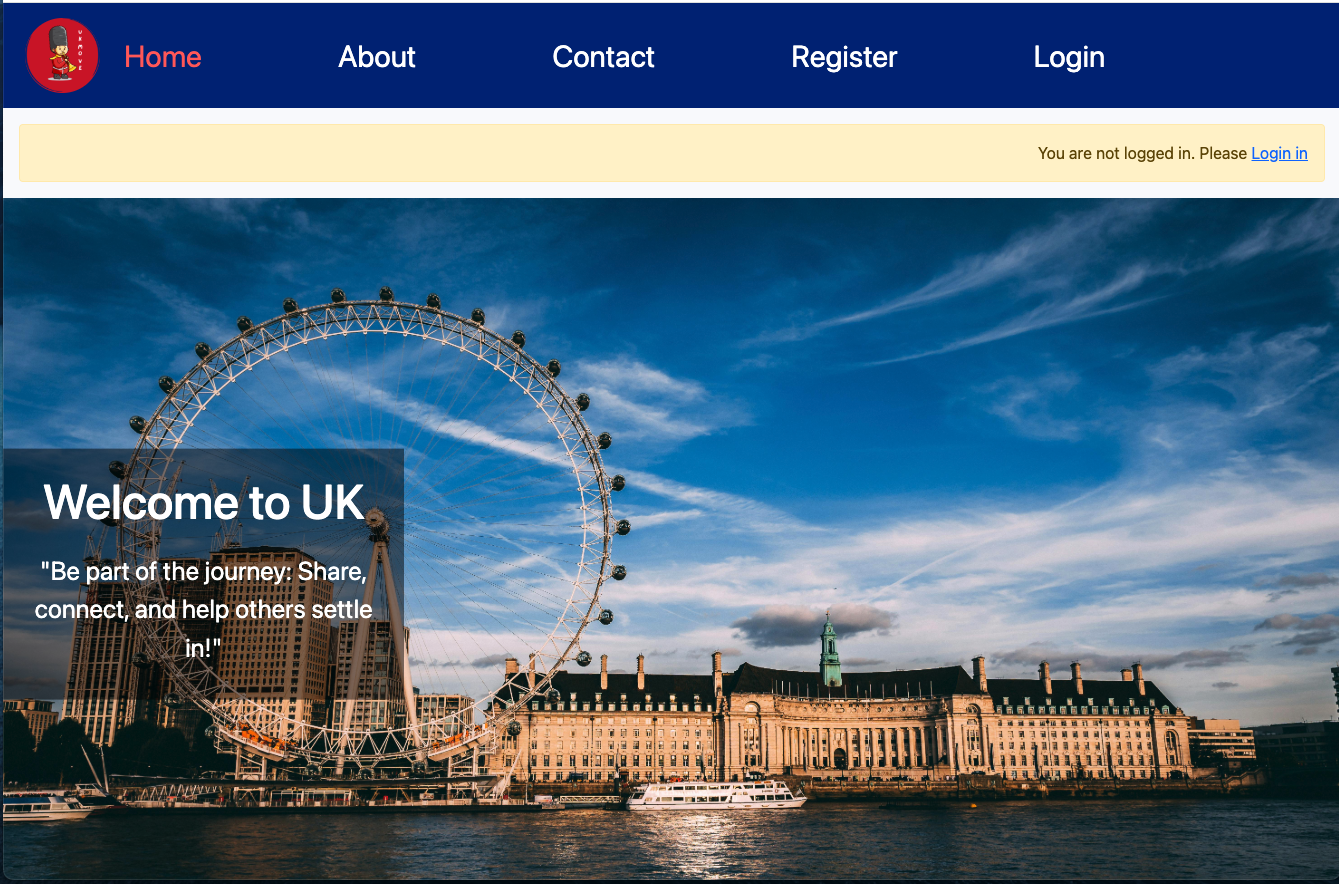 UKMOVE
Home About Contact Register Login
You are not logged in. Please Login in
Welcome to UK
"Be part of the journey: Share,
connect, and help others settle
in!"